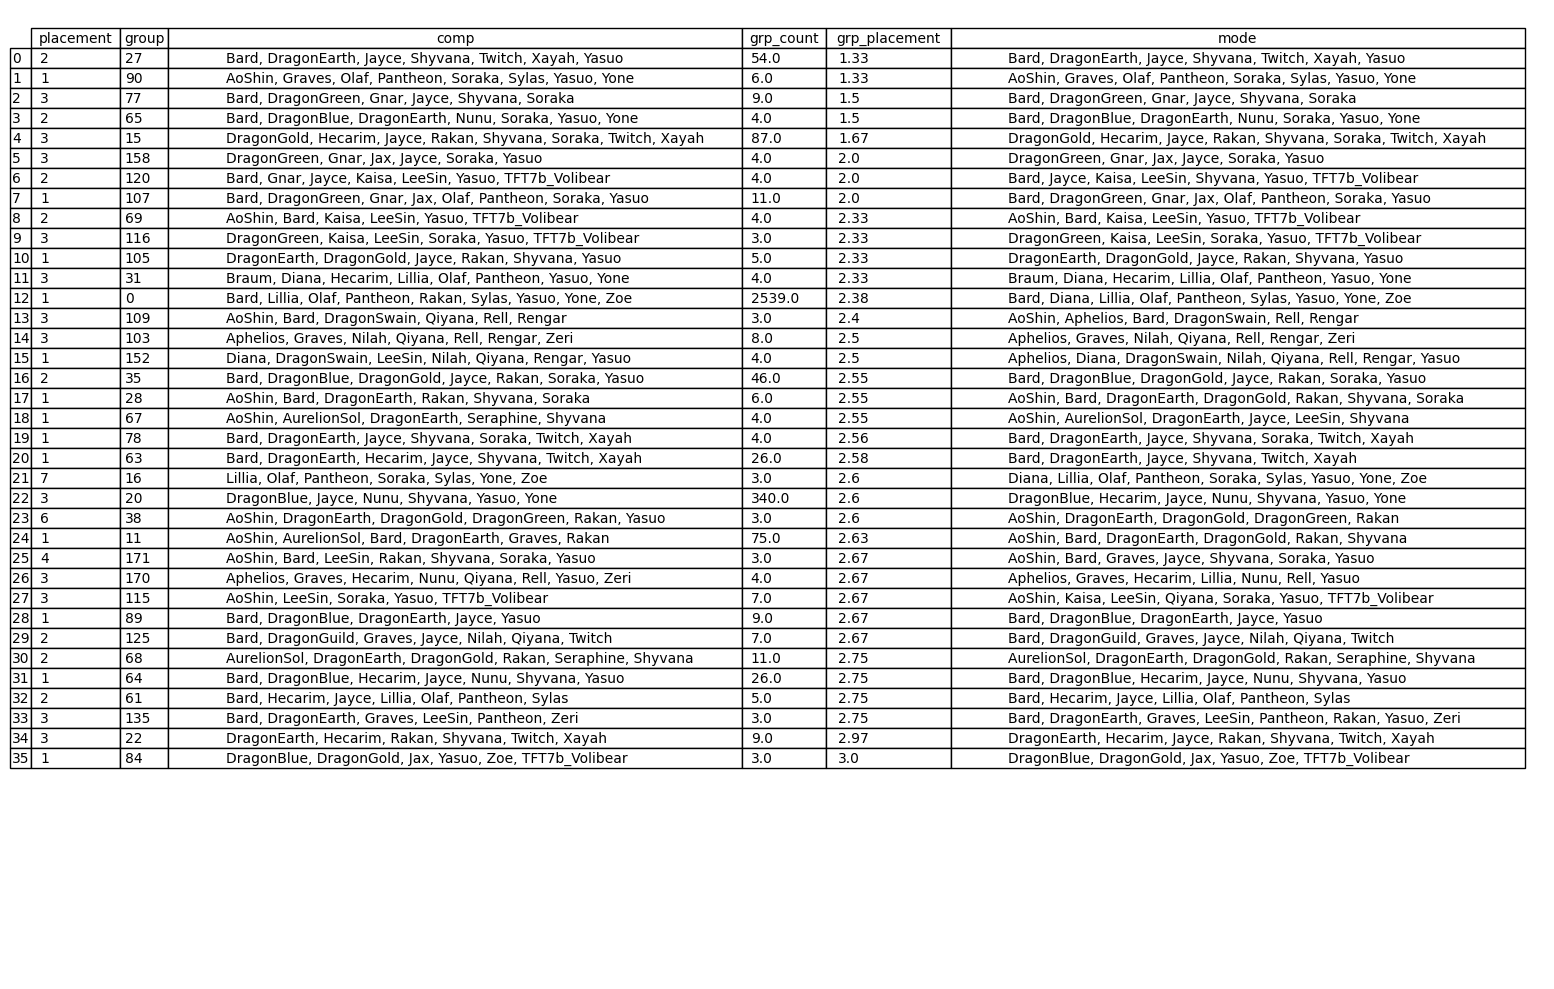 placement group comp grp_count grp_placement mode
0 2 27 Bard, DragonEarth, Jayce, Shyvana, Twitch, Xayah, Yasuo 54.0 1.33 Bard, DragonEarth, Jayce, Shyvana, Twitch, Xayah, Yasuo
1 1 90 AoShin, Graves, Olaf, Pantheon, Soraka, Sylas, Yasuo, Yone 6.0 1.33 AoShin, Graves, Olaf, Pantheon, Soraka, Sylas, Yasuo, Yone
2 3 77 Bard, DragonGreen, Gnar, Jayce, Shyvana, Soraka 9.0 1.5 Bard, DragonGreen, Gnar, Jayce, Shyvana, Soraka
3 2 65 Bard, DragonBlue, DragonEarth, Nunu, Soraka, Yasuo, Yone 4.0 1.5 Bard, DragonBlue, DragonEarth, Nunu, Soraka, Yasuo, Yone
4 3 15 DragonGold, Hecarim, Jayce, Rakan, Shyvana, Soraka, Twitch, Xayah 87.0 1.67 DragonGold, Hecarim, Jayce, Rakan, Shyvana, Soraka, Twitch, Xayah
5 3 158 DragonGreen, Gnar, Jax, Jayce, Soraka, Yasuo 4.0 2.0 DragonGreen, Gnar, Jax, Jayce, Soraka, Yasuo
6 2 120 Bard, Gnar, Jayce, Kaisa, LeeSin, Yasuo, TFT7b_Volibear 4.0 2.0 Bard, Jayce, Kaisa, LeeSin, Shyvana, Yasuo, TFT7b_Volibear
7 1 107 Bard, DragonGreen, Gnar, Jax, Olaf, Pantheon, Soraka, Yasuo 11.0 2.0 Bard, DragonGreen, Gnar, Jax, Olaf, Pantheon, Soraka, Yasuo
8 2 69 AoShin, Bard, Kaisa, LeeSin, Yasuo, TFT7b_Volibear 4.0 2.33 AoShin, Bard, Kaisa, LeeSin, Yasuo, TFT7b_Volibear
9 3 116 DragonGreen, Kaisa, LeeSin, Soraka, Yasuo, TFT7b_Volibear 3.0 2.33 DragonGreen, Kaisa, LeeSin, Soraka, Yasuo, TFT7b_Volibear
10 1 105 DragonEarth, DragonGold, Jayce, Rakan, Shyvana, Yasuo 5.0 2.33 DragonEarth, DragonGold, Jayce, Rakan, Shyvana, Yasuo
11 3 31 Braum, Diana, Hecarim, Lillia, Olaf, Pantheon, Yasuo, Yone 4.0 2.33 Braum, Diana, Hecarim, Lillia, Olaf, Pantheon, Yasuo, Yone
12 1 0 Bard, Lillia, Olaf, Pantheon, Rakan, Sylas, Yasuo, Yone, Zoe 2539.0 2.38 Bard, Diana, Lillia, Olaf, Pantheon, Sylas, Yasuo, Yone, Zoe
13 3 109 AoShin, Bard, DragonSwain, Qiyana, Rell, Rengar 3.0 2.4 AoShin, Aphelios, Bard, DragonSwain, Rell, Rengar
14 3 103 Aphelios, Graves, Nilah, Qiyana, Rell, Rengar, Zeri 8.0 2.5 Aphelios, Graves, Nilah, Qiyana, Rell, Rengar, Zeri
15 1 152 Diana, DragonSwain, LeeSin, Nilah, Qiyana, Rengar, Yasuo 4.0 2.5 Aphelios, Diana, DragonSwain, Nilah, Qiyana, Rell, Rengar, Yasuo
16 2 35 Bard, DragonBlue, DragonGold, Jayce, Rakan, Soraka, Yasuo 46.0 2.55 Bard, DragonBlue, DragonGold, Jayce, Rakan, Soraka, Yasuo
17 1 28 AoShin, Bard, DragonEarth, Rakan, Shyvana, Soraka 6.0 2.55 AoShin, Bard, DragonEarth, DragonGold, Rakan, Shyvana, Soraka
18 1 67 AoShin, AurelionSol, DragonEarth, Seraphine, Shyvana 4.0 2.55 AoShin, AurelionSol, DragonEarth, Jayce, LeeSin, Shyvana
19 1 78 Bard, DragonEarth, Jayce, Shyvana, Soraka, Twitch, Xayah 4.0 2.56 Bard, DragonEarth, Jayce, Shyvana, Soraka, Twitch, Xayah
20 1 63 Bard, DragonEarth, Hecarim, Jayce, Shyvana, Twitch, Xayah 26.0 2.58 Bard, DragonEarth, Jayce, Shyvana, Twitch, Xayah
21 7 16 Lillia, Olaf, Pantheon, Soraka, Sylas, Yone, Zoe 3.0 2.6 Diana, Lillia, Olaf, Pantheon, Soraka, Sylas, Yasuo, Yone, Zoe
22 3 20 DragonBlue, Jayce, Nunu, Shyvana, Yasuo, Yone 340.0 2.6 DragonBlue, Hecarim, Jayce, Nunu, Shyvana, Yasuo, Yone
23 6 38 AoShin, DragonEarth, DragonGold, DragonGreen, Rakan, Yasuo 3.0 2.6 AoShin, DragonEarth, DragonGold, DragonGreen, Rakan
24 1 11 AoShin, AurelionSol, Bard, DragonEarth, Graves, Rakan 75.0 2.63 AoShin, Bard, DragonEarth, DragonGold, Rakan, Shyvana
25 4 171 AoShin, Bard, LeeSin, Rakan, Shyvana, Soraka, Yasuo 3.0 2.67 AoShin, Bard, Graves, Jayce, Shyvana, Soraka, Yasuo
26 3 170 Aphelios, Graves, Hecarim, Nunu, Qiyana, Rell, Yasuo, Zeri 4.0 2.67 Aphelios, Graves, Hecarim, Lillia, Nunu, Rell, Yasuo
27 3 115 AoShin, LeeSin, Soraka, Yasuo, TFT7b_Volibear 7.0 2.67 AoShin, Kaisa, LeeSin, Qiyana, Soraka, Yasuo, TFT7b_Volibear
28 1 89 Bard, DragonBlue, DragonEarth, Jayce, Yasuo 9.0 2.67 Bard, DragonBlue, DragonEarth, Jayce, Yasuo
29 2 125 Bard, DragonGuild, Graves, Jayce, Nilah, Qiyana, Twitch 7.0 2.67 Bard, DragonGuild, Graves, Jayce, Nilah, Qiyana, Twitch
30 2 68 AurelionSol, DragonEarth, DragonGold, Rakan, Seraphine, Shyvana 11.0 2.75 AurelionSol, DragonEarth, DragonGold, Rakan, Seraphine, Shyvana
31 1 64 Bard, DragonBlue, Hecarim, Jayce, Nunu, Shyvana, Yasuo 26.0 2.75 Bard, DragonBlue, Hecarim, Jayce, Nunu, Shyvana, Yasuo
32 2 61 Bard, Hecarim, Jayce, Lillia, Olaf, Pantheon, Sylas 5.0 2.75 Bard, Hecarim, Jayce, Lillia, Olaf, Pantheon, Sylas
33 3 135 Bard, DragonEarth, Graves, LeeSin, Pantheon, Zeri 3.0 2.75 Bard, DragonEarth, Graves, LeeSin, Pantheon, Rakan, Yasuo, Zeri
34 3 22 DragonEarth, Hecarim, Rakan, Shyvana, Twitch, Xayah 9.0 2.97 DragonEarth, Hecarim, Jayce, Rakan, Shyvana, Twitch, Xayah
35 1 84 DragonBlue, DragonGold, Jax, Yasuo, Zoe, TFT7b_Volibear 3.0 3.0 DragonBlue, DragonGold, Jax, Yasuo, Zoe, TFT7b_Volibear